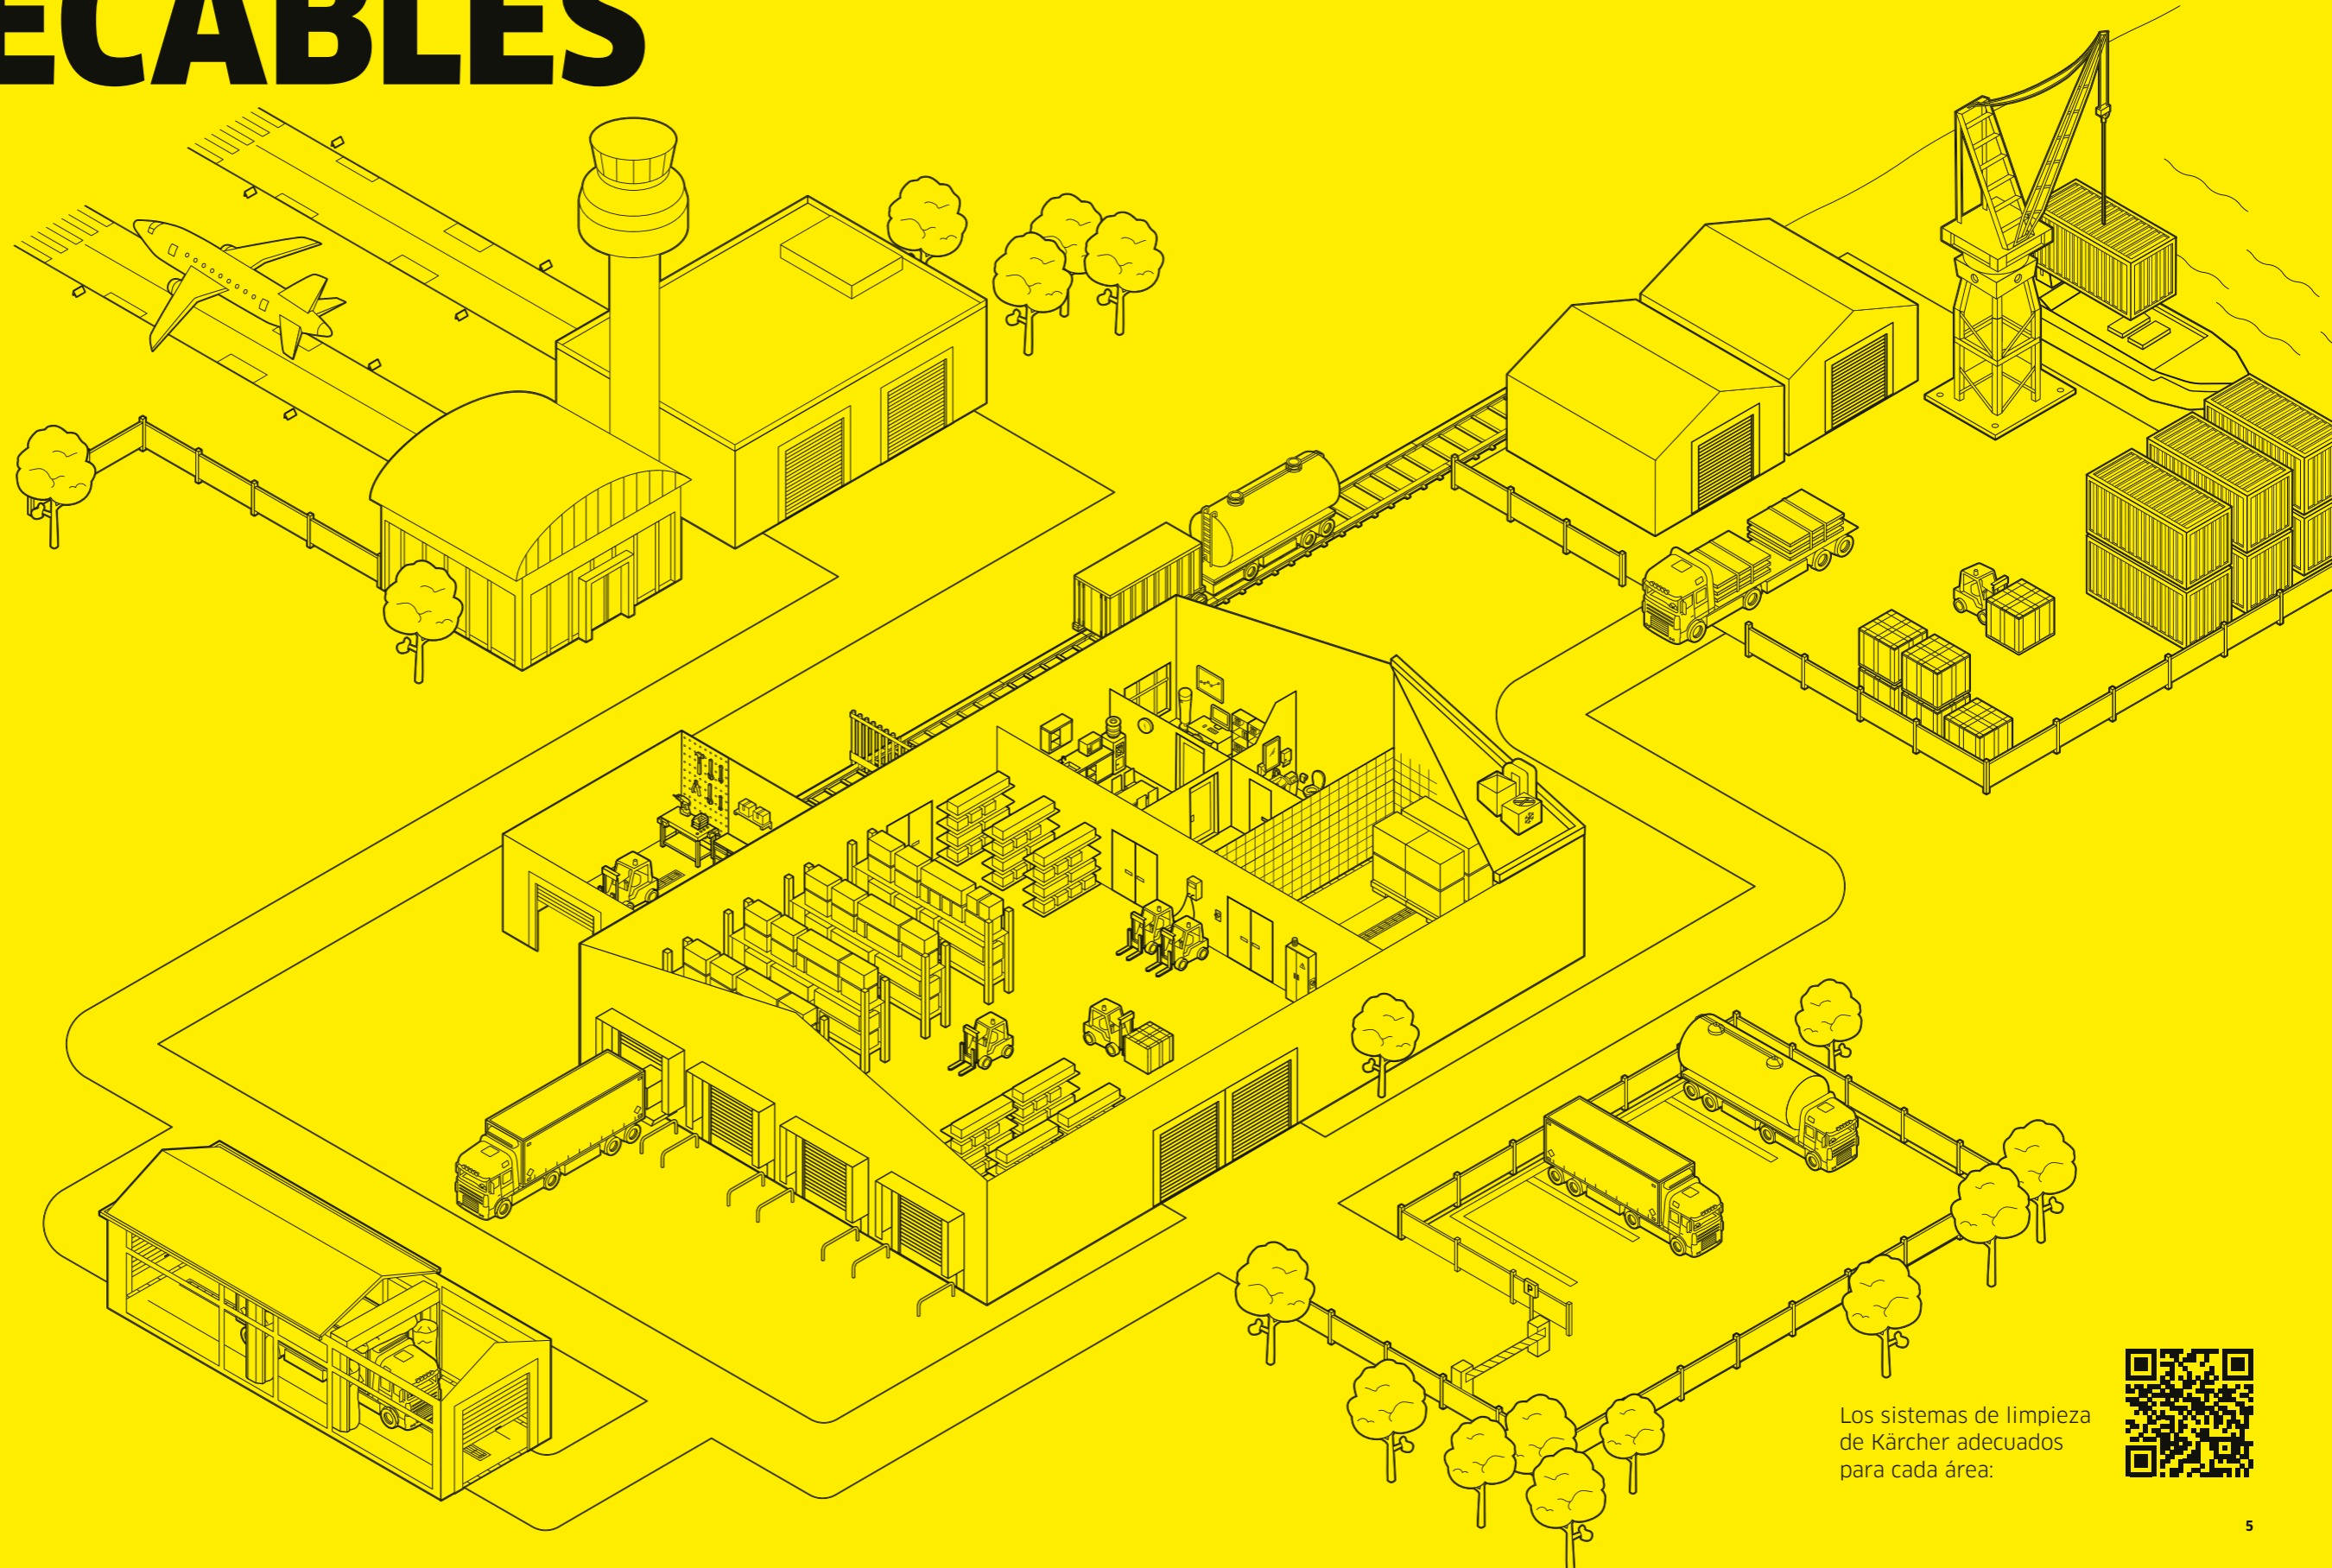 ECABLES
P
Los sistemas de limpieza
de Kärcher adecuados
para cada área:
5